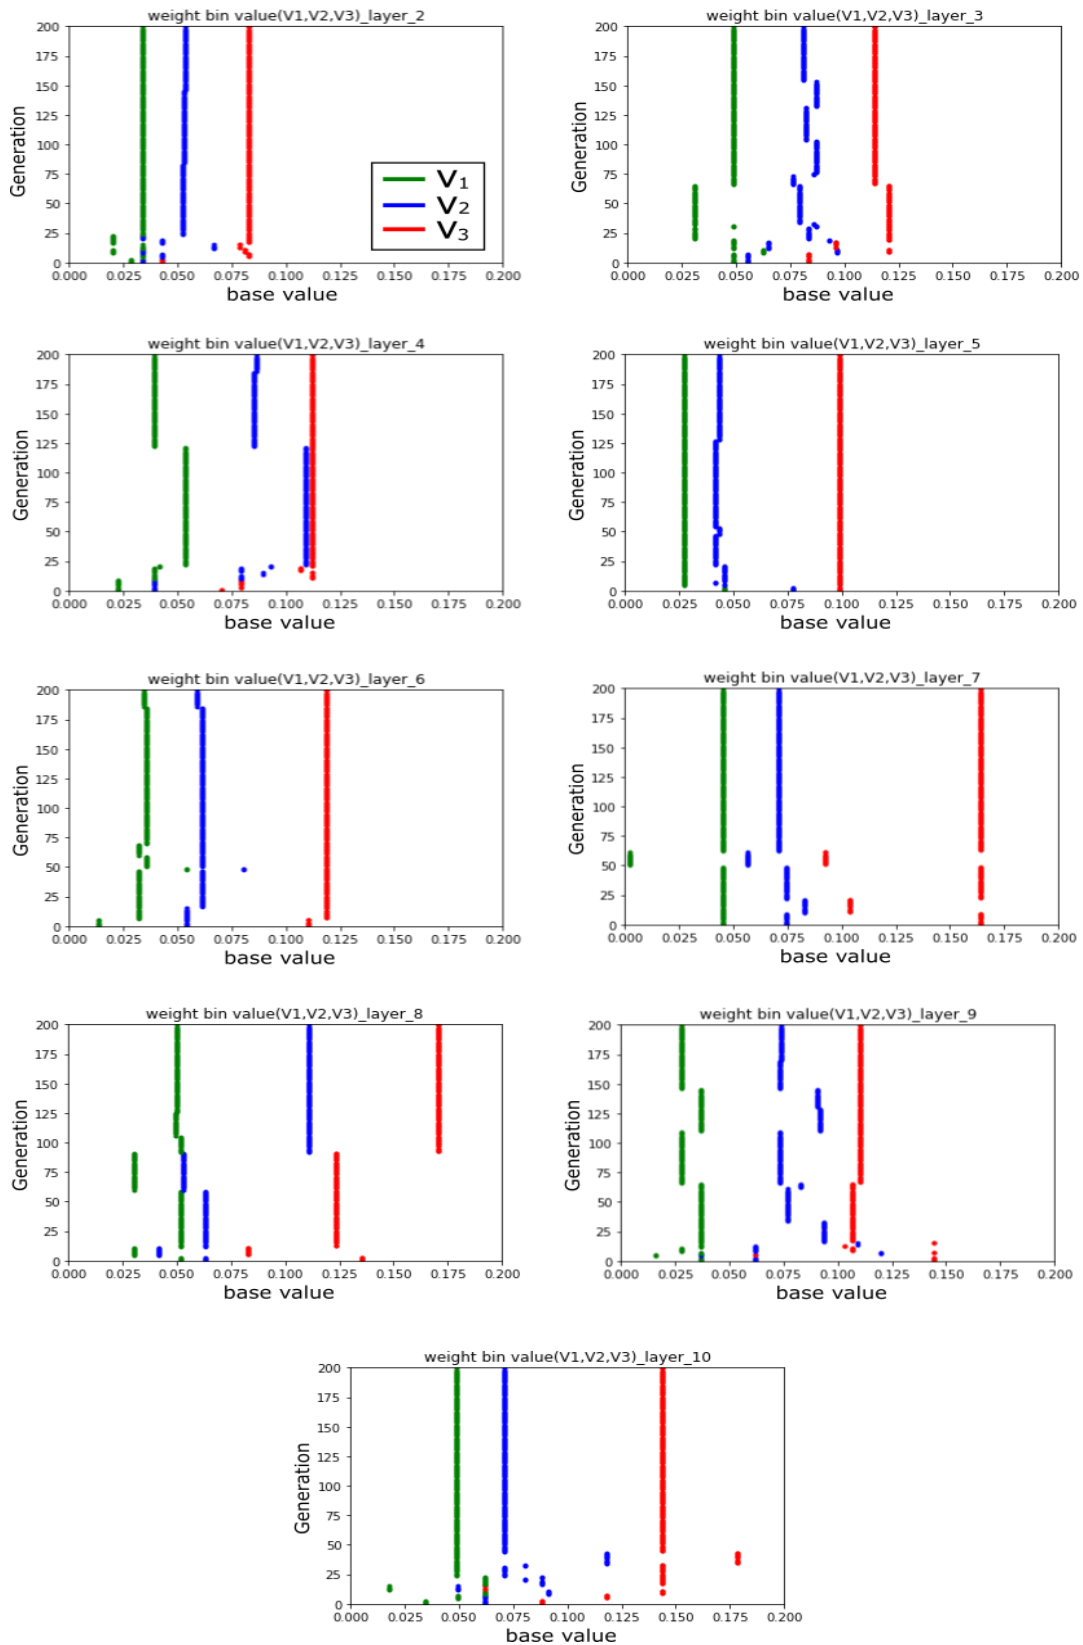 weight bin value(V1,V2,V3)_layer_2
200
175
150
125
100
75
50
25
0
Generation
0.000 0.025 0.050 0.075 0.100 0.125 0.150 0.175 0.200
base value
V1
V2
V3
weight bin value(V1,V2,V3)_layer_3
200
175
150
125
100
75
50
25
0
Generation
0.000 0.025 0.050 0.075 0.100 0.125 0.150 0.175 0.200
base value
weight bin value(V1,V2,V3)_layer_4
200
175
150
125
100
75
50
25
0
Generation
0.000 0.025 0.050 0.075 0.100 0.125 0.150 0.175 0.200
base value
weight bin value(V1,V2,V3)_layer_5
200
175
150
125
100
75
50
25
0
Generation
0.000 0.025 0.050 0.075 0.100 0.125 0.150 0.175 0.200
base value
weight bin value(V1,V2,V3)_layer_6
200
175
150
125
100
75
50
25
0
Generation
0.000 0.025 0.050 0.075 0.100 0.125 0.150 0.175 0.200
base value
weight bin value(V1,V2,V3)_layer_7
200
175
150
125
100
75
50
25
0
Generation
0.000 0.025 0.050 0.075 0.100 0.125 0.150 0.175 0.200
base value
weight bin value(V1,V2,V3)_layer_8
200
175
150
125
100
75
50
25
0
Generation
0.000 0.025 0.050 0.075 0.100 0.125 0.150 0.175 0.200
base value
weight bin value(V1,V2,V3)_layer_9
200
175
150
125
100
75
50
25
0
Generation
0.000 0.025 0.050 0.075 0.100 0.125 0.150 0.175 0.200
base value
weight bin value(V1,V2,V3)_layer_10
200
175
150
125
100
75
50
25
0
Generation
0.000 0.025 0.050 0.075 0.100 0.125 0.150 0.175 0.200
base value